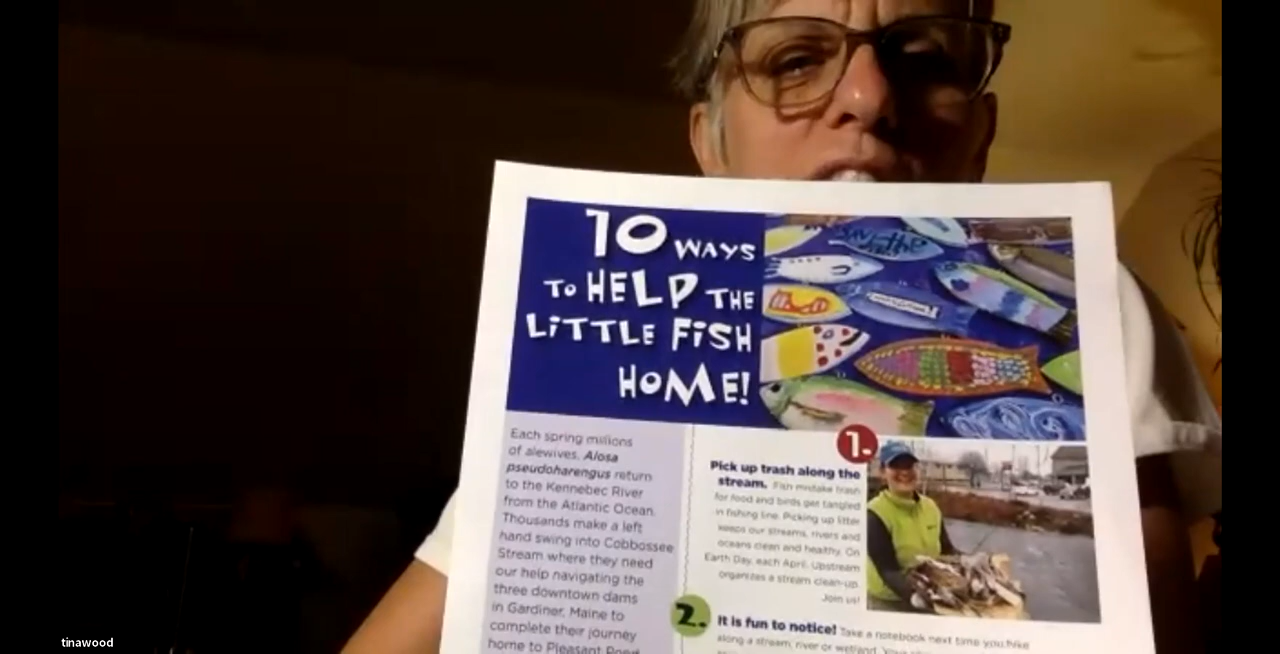 10 WAYS
TO HELP THE
LITTLE FISH
HOME!
SAVE the
Each spring millions
of alewives, Alosa
pseudoharengus return
to the Kennebec River
from the Atlantic Ocean.
Thousands make a left
hand swing into Cobbossee
Stream where they need
our help navigating the
three downtown dams
in Gardiner, Maine to
complete their journey
home to Pleasant Pond
1.
Pick up trash along the
stream. Fish mistake trash
for food and birds get tangled
in fishing line. Picking up litter
keeps our streams, rivers and
oceans clean and healthy. On
Earth Day, each April, Upstream
organizes a stream clean-up.
Join us!
2.
It is fun to notice! Take a notebook next time you hike
along a stream, river or wetland.
tinawood